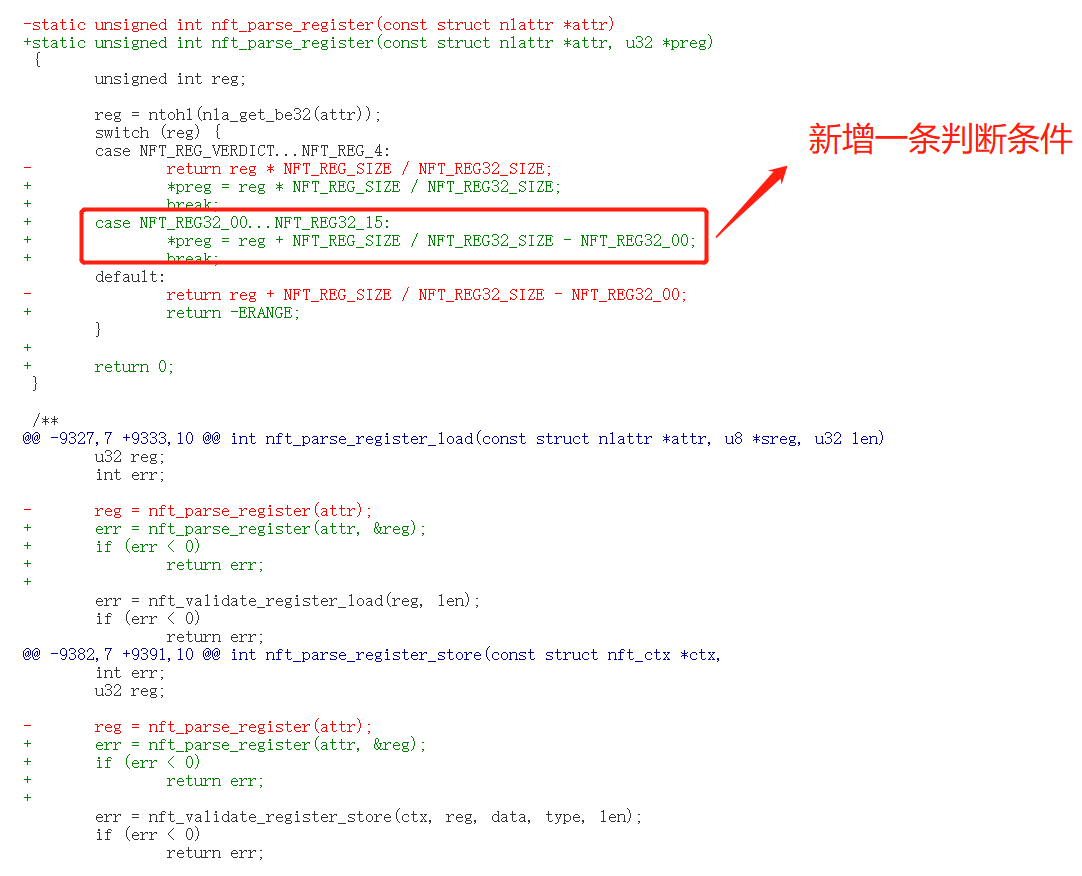 -static unsigned int nft_parse_register(const struct nlattr *attr)
+static unsigned int nft_parse_register(const struct nlattr *attr, u32 *preg)
 {
        unsigned int reg;

        reg = ntohl(nla_get_be32(attr));
        switch (reg) {
        case NFT_REG_VERDICT...NFT_REG_4:
-               return reg * NFT_REG_SIZE / NFT_REG32_SIZE;
+               *preg = reg * NFT_REG_SIZE / NFT_REG32_SIZE;
+               break;
+       case NFT_REG32_00...NFT_REG32_15:
+               *preg = reg + NFT_REG_SIZE / NFT_REG32_SIZE - NFT_REG32_00;
+               break;
        default:
-               return reg + NFT_REG_SIZE / NFT_REG32_SIZE - NFT_REG32_00;
+               return -ERANGE;
        }
+
+       return 0;
 }

 /**
@@ -9327,7 +9333,10 @@ int nft_parse_register_load(const struct nlattr *attr, u8 *sreg, u32 len)
        u32 reg;
        int err;

-       reg = nft_parse_register(attr);
+       err = nft_parse_register(attr, &reg);
+       if (err < 0)
+               return err;
+
        err = nft_validate_register_load(reg, len);
        if (err < 0)
                return err;
@@ -9382,7 +9391,10 @@ int nft_parse_register_store(const struct nft_ctx *ctx,
        int err;
        u32 reg;

-       reg = nft_parse_register(attr);
+       err = nft_parse_register(attr, &reg);
+       if (err < 0)
+               return err;
+
        err = nft_validate_register_store(ctx, reg, data, type, len);
        if (err < 0)
                return err;
新增一条判断条件